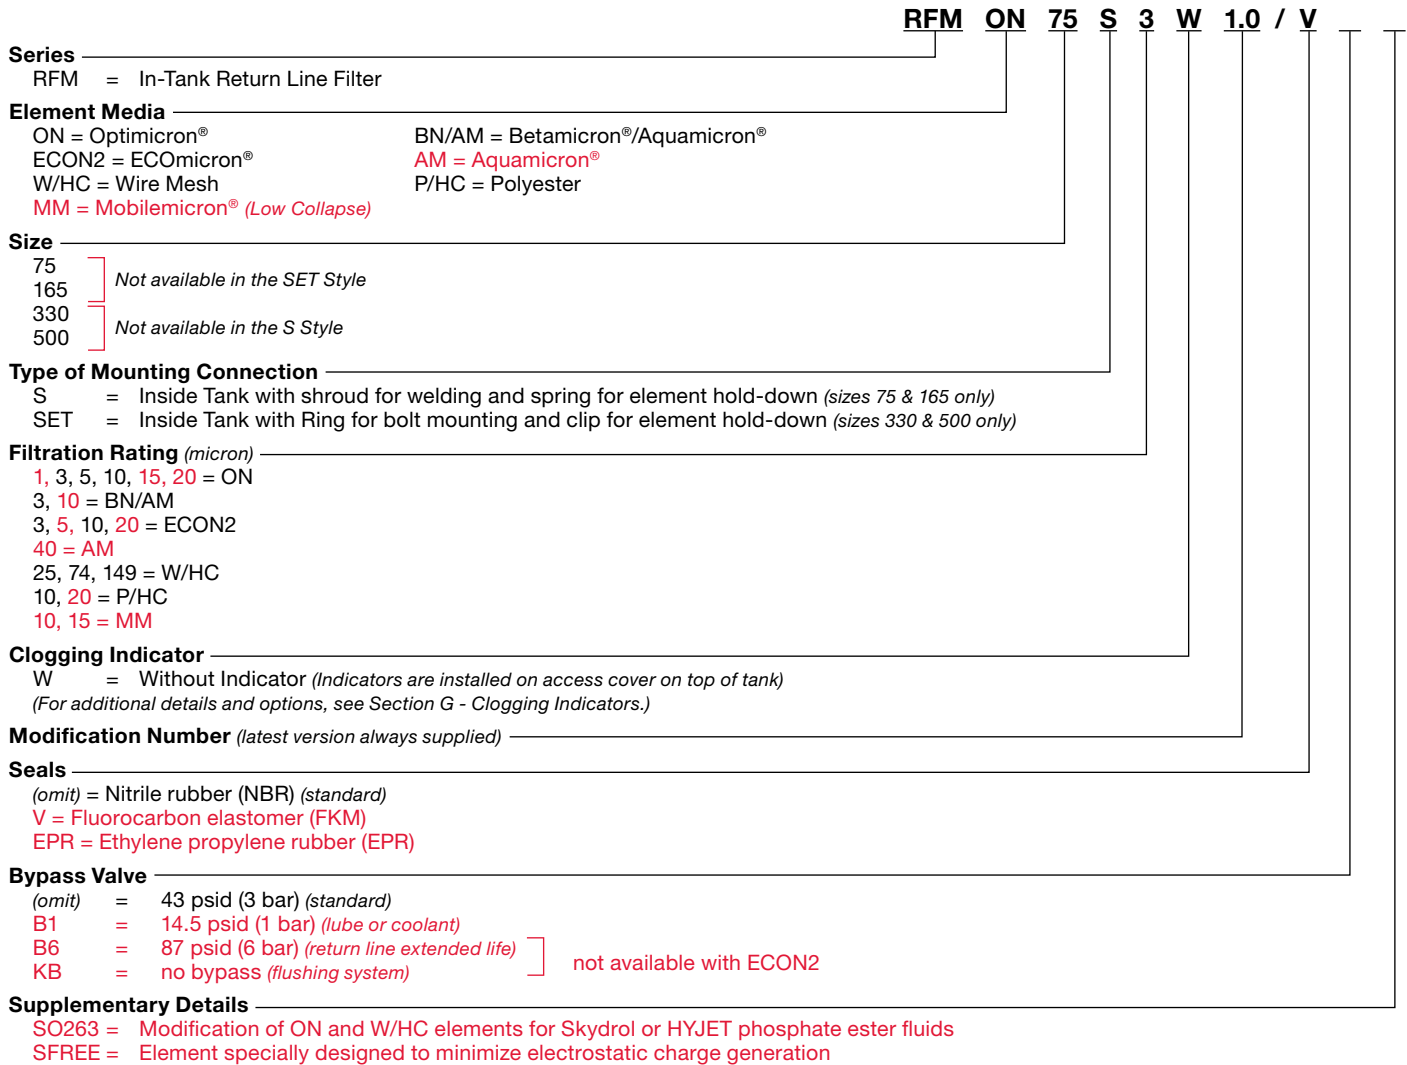 RFM ON 75 S 3 W 1.0 / V
Series
RFM = In-Tank Return Line Filter
Element Media
ON = Optimicron® BN/AM = Betamicron®/Aquamicron®
ECON2 = ECOmicron® AM = Aquamicron®
W/HC = Wire Mesh P/HC = Polyester
MM = Mobilemicron® (Low Collapse)
Size
75
165
Not available in the SET Style
330
500
Not available in the S Style
Type of Mounting Connection
S = Inside Tank with shroud for welding and spring for element hold-down (sizes 75 & 165 only)
SET = Inside Tank with Ring for bolt mounting and clip for element hold-down (sizes 330 & 500 only)
Filtration Rating (micron)
1, 3, 5, 10, 15, 20 = ON
3, 10 = BN/AM
3, 5, 10, 20 = ECON2
40 = AM
25, 74, 149 = W/HC
10, 20 = P/HC
10, 15 = MM
Clogging Indicator
W = Without Indicator (Indicators are installed on access cover on top of tank)
(For additional details and options, see Section G - Clogging Indicators.)
Modification Number (latest version always supplied)
Seals
(omit) = Nitrile rubber (NBR) (standard)
V = Fluorocarbon elastomer (FKM)
EPR = Ethylene propylene rubber (EPR)
Bypass Valve
(omit) = 43 psid (3 bar) (standard)
B1 = 14.5 psid (1 bar) (lube or coolant)
B6 = 87 psid (6 bar) (return line extended life)
KB = no bypass (flushing system)
not available with ECON2
Supplementary Details
SO263 = Modification of ON and W/HC elements for Skydrol or HYJET phosphate ester fluids
SFREE = Element specially designed to minimize electrostatic charge generation